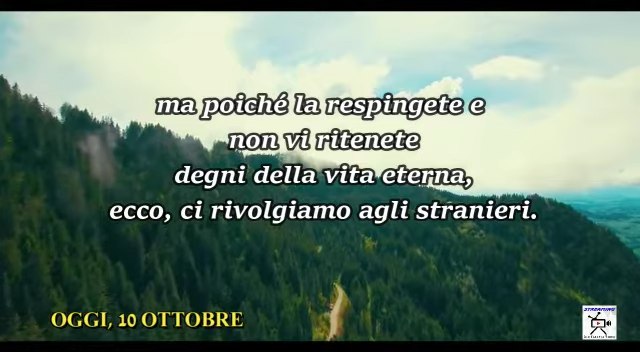 ma poiché la respingete e
non vi ritenete
degni della vita eterna,
ecco, ci rivolgiamo agli stranieri.
OGGI, 10 OTTOBRE
STREAMING